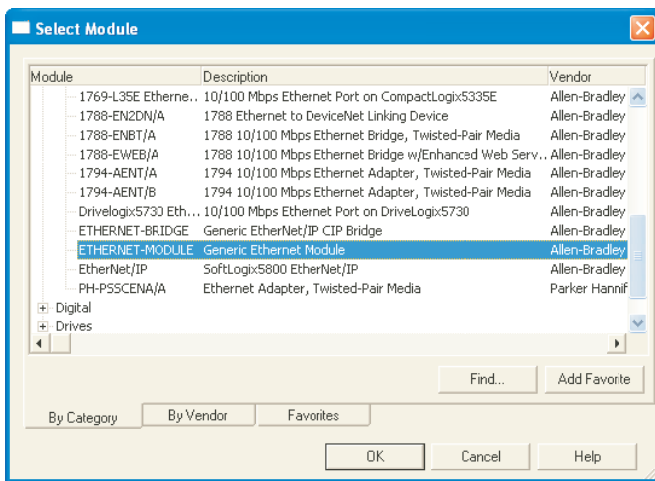 Select Module
Module Description Vendor
1769-L35E Etherne... 10/100 Mbps Ethernet Port on CompactLogix5335E Allen-Bradley
1788-EN2DN/A 1788 Ethernet to DeviceNet Linking Device Allen-Bradley
1788-ENBT/A 1788 10/100 Mbps Ethernet Bridge, Twisted-Pair Media Allen-Bradley
1788-EWEB/A 1788 10/100 Mbps Ethernet Bridge w/Enhanced Web Serv... Allen-Bradley
1794-AENT/A 1794 10/100 Mbps Ethernet Adapter, Twisted-Pair Media Allen-Bradley
1794-AENT/B 1794 10/100 Mbps Ethernet Adapter, Twisted-Pair Media Allen-Bradley
Drivelogix5730 Eth... 10/100 Mbps Ethernet Port on DriveLogix5730 Allen-Bradley
ETHERNET-BRIDGE Generic EtherNet/IP CIP Bridge Allen-Bradley
ETHERNET-MODULE Generic Ethernet Module Allen-Bradley
EtherNet/IP SoftLogix5800 EtherNet/IP Allen-Bradley
PH-PSSCENA/A Ethernet Adapter, Twisted-Pair Media Parker Hannif
Digital
Drives
Find... Add Favorite
By Category By Vendor Favorites
OK Cancel Help